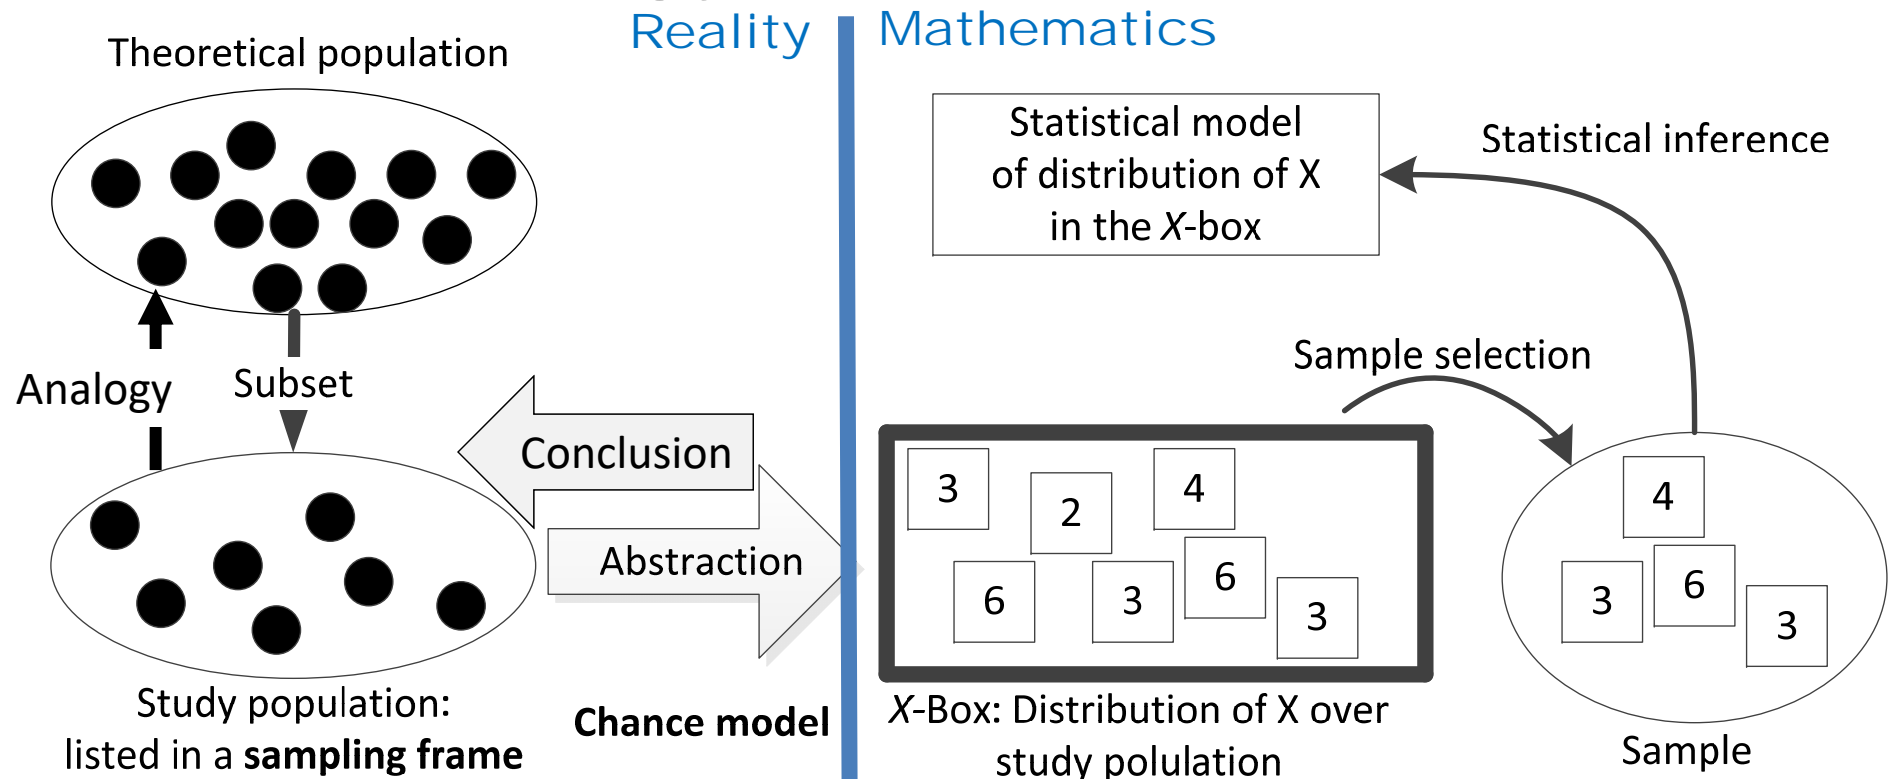 Reality
Mathematics
Theoretical population
Statistical model
of distribution of X
in the X-box
Statistical inference
Analogy
Subset
Sample selection
Conclusion
Abstraction
3
2
4
6
3
6
3
4
3
6
3
Study population:
listed in a sampling frame
Chance model
X-Box: Distribution of X over
study polulation
Sample